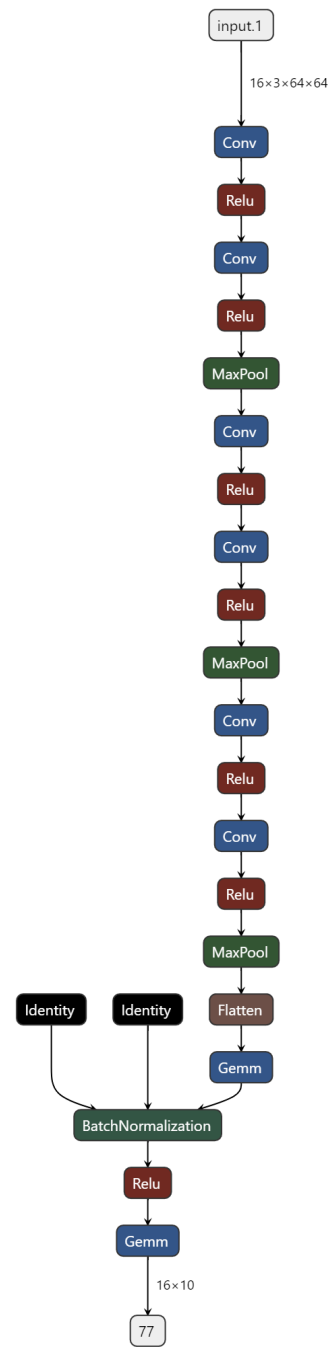 input.1
16×3×64×64
Conv
Relu
Conv
Relu
MaxPool
Conv
Relu
Conv
Relu
MaxPool
Conv
Relu
Conv
Relu
MaxPool
Identity Identity Flatten
Gemm
BatchNormalization
Relu
Gemm
16×10
77